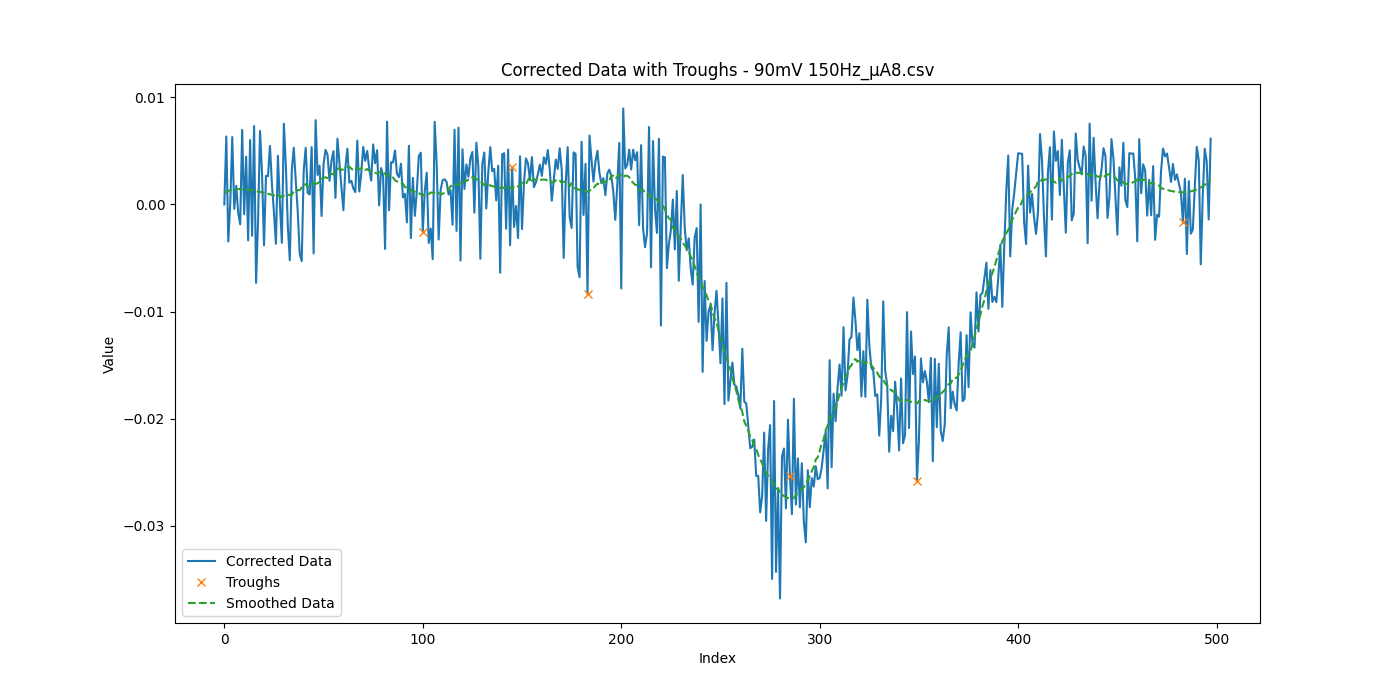 Corrected Data with Troughs - 90mV 150Hz_µA8.csv
0.01
0.00
−0.01
−0.02
−0.03
Value
Corrected Data
Troughs
Smoothed Data
0 100 200 300 400 500
Index